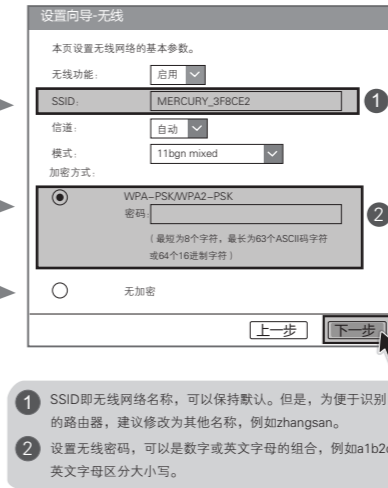 设置向导-无线
本页设置无线网络的基本参数。
无线功能： 启用
SSID： MERCURY_3F8CE2 1
信道： 自动
模式： 11bgn mixed
加密方式：
WPA-PSK/WPA2-PSK
密码： 2
（最短为8个字符，最长为63个ASCII码字符
或64个16进制字符）
无加密
上一步 下一步
1 SSID即无线网络名称，可以保持默认。但是，为便于识别
的路由器，建议修改为其他名称，例如zhangsan。
2 设置无线密码，可以是数字或英文字母的组合，例如
英文字母区分大小写。